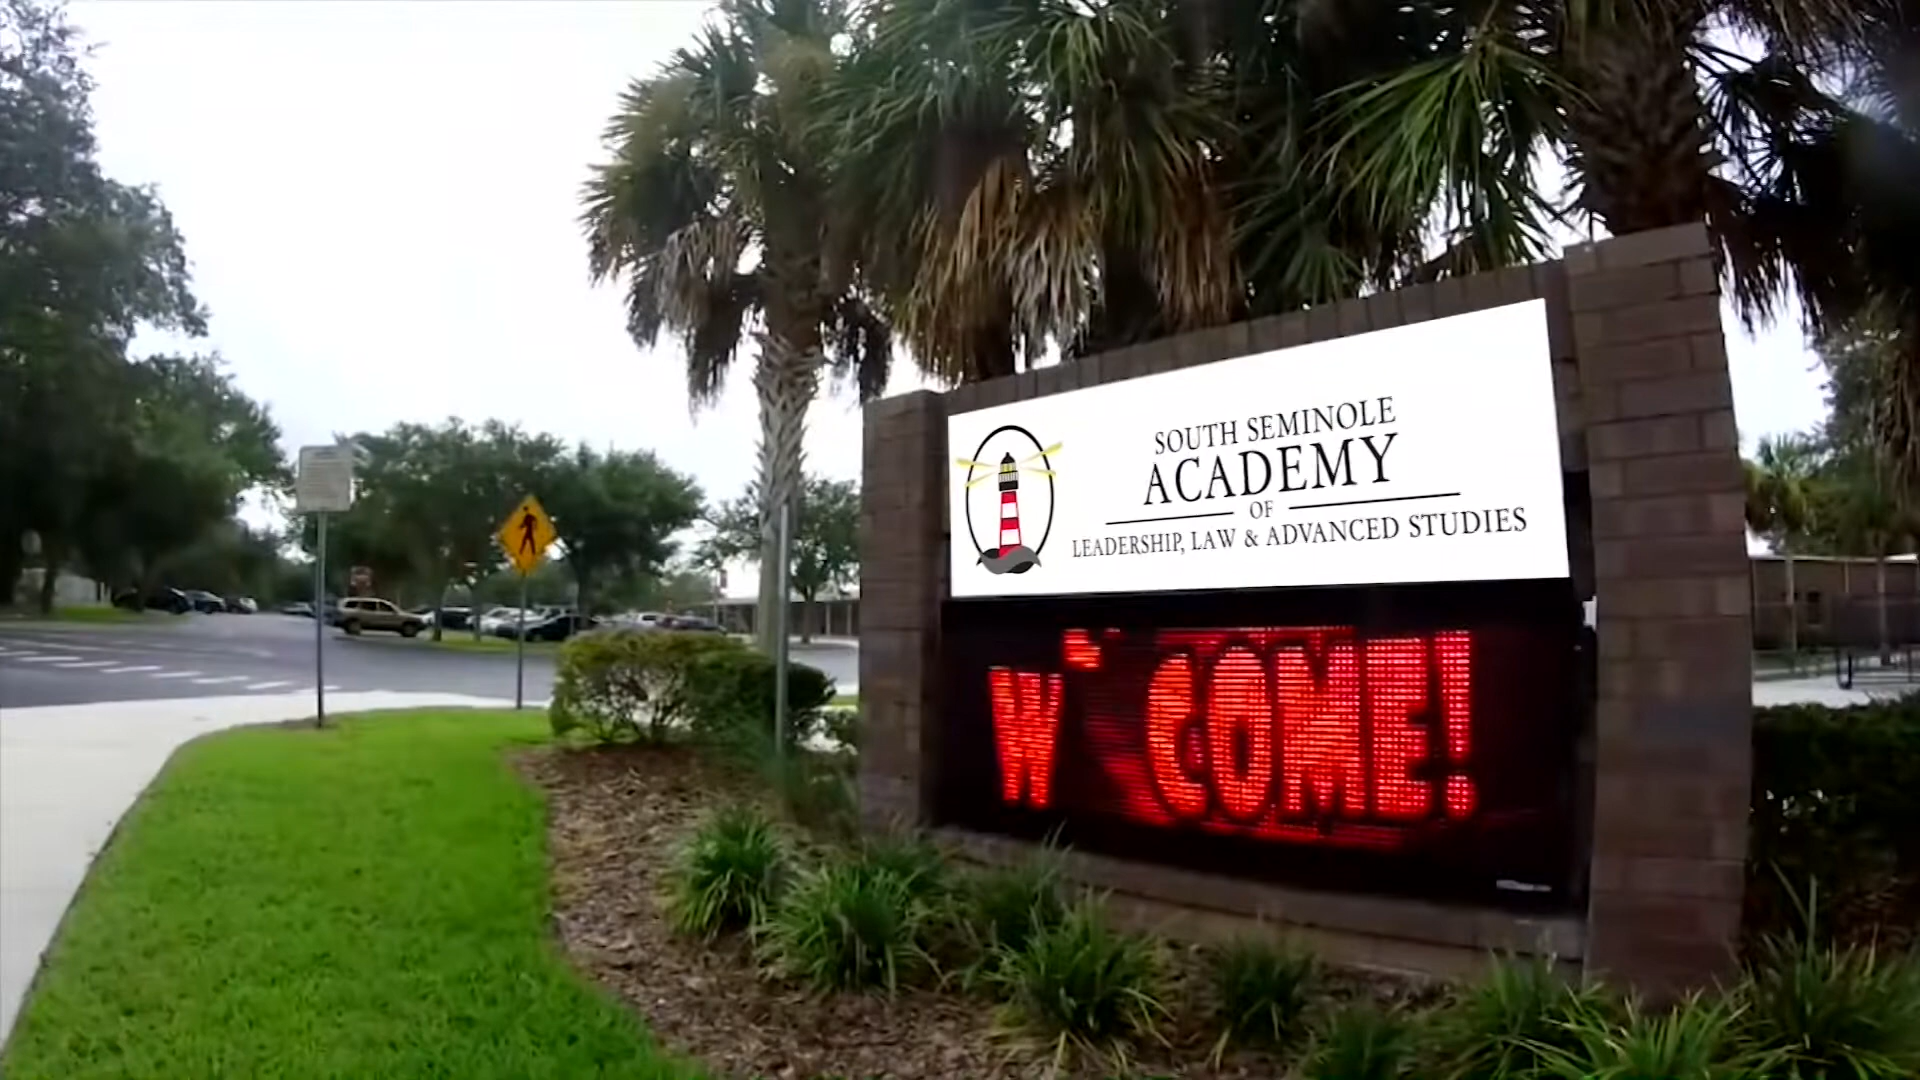 SOUTH SEMINOLE
ACADEMY
OF
LEADERSHIP, LAW & ADVANCED STUDIES
W COME!